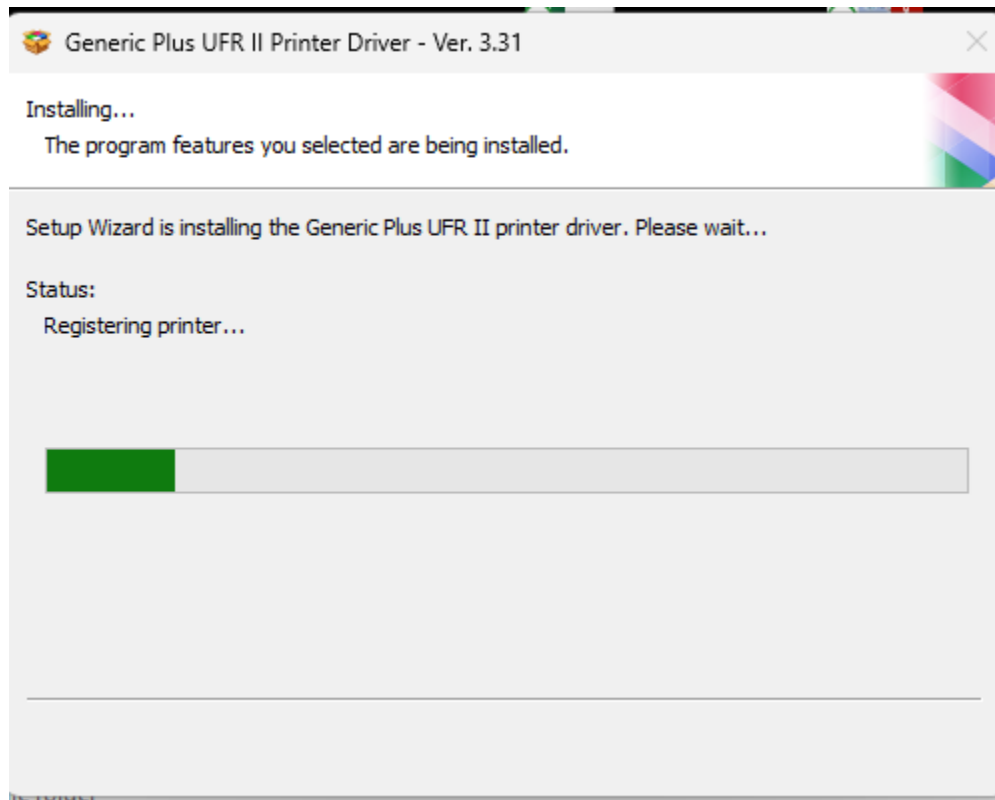 Generic Plus UFR II Printer Driver - Ver. 3.31
Installing...
The program features you selected are being installed.
Setup Wizard is installing the Generic Plus UFR II printer driver. Please wait...
Status:
Registering printer...